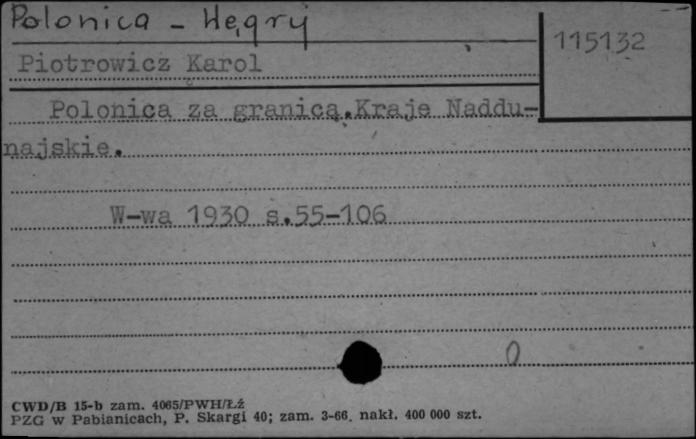 Polonica - Węgry
115132
Piotrowicz Karol
Polonica za granicą.Kraje Naddu-
najskie.
W-wa 1930 s.55-106
0
CWD/B 15-b zam. 4065/PWH/Łź
PZG w Pabianicach, P. Skargi 40; zam. 3-66. nakł. 400 000 szt.